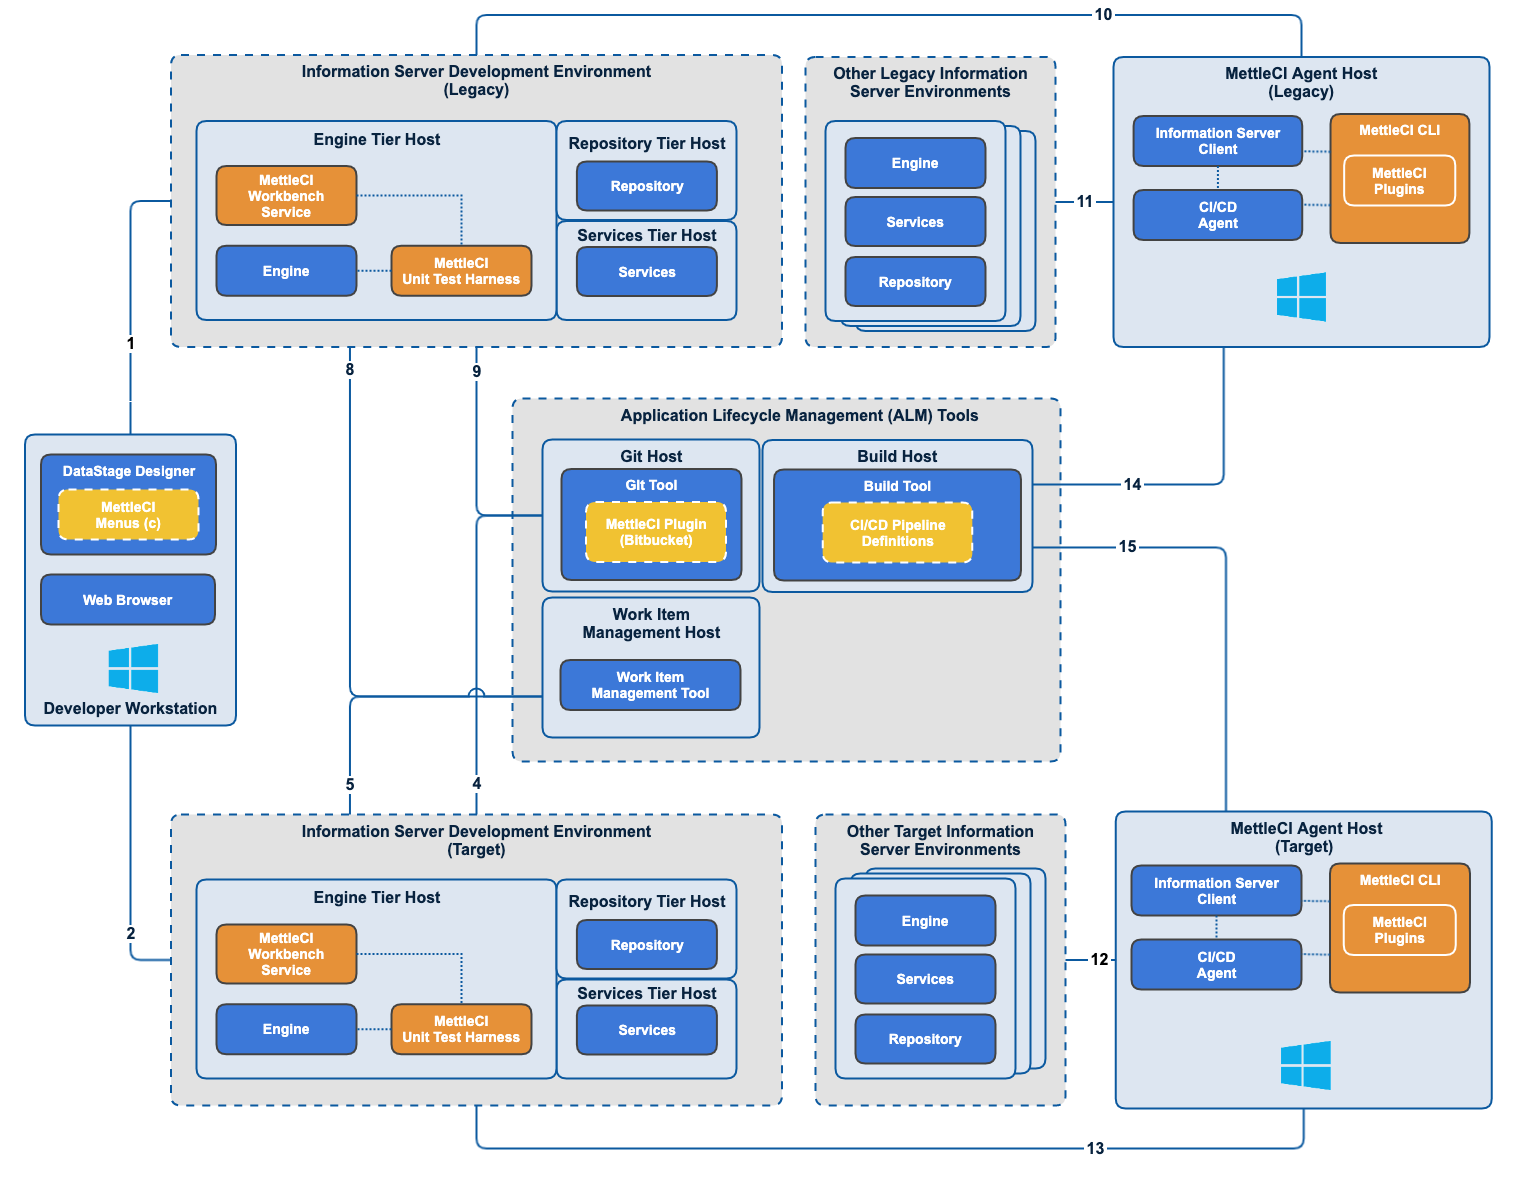 10
Information Server Development Environment
(Legacy)
Engine Tier Host
MettleCI
Workbench
Service
Engine
MettleCI
Unit Test Harness
Repository Tier Host
Repository
Services Tier Host
Services
Other Legacy Information
Server Environments
Engine
Services
Repository
11
MettleCI Agent Host
(Legacy)
Information Server
Client
CI/CD
Agent
MettleCI CLI
MettleCI
Plugins
1
8
9
Application Lifecycle Management (ALM) Tools
Git Host
GIt Tool
MettleCI Plugin
(Bitbucket)
Build Host
Build Tool
CI/CD Pipeline
Definitions
14
15
Work Item
Management Host
Work Item
Management Tool
DataStage Designer
MettleCI
Menus (c)
Web Browser
Developer Workstation
5
4
2
Information Server Development Environment
(Target)
Engine Tier Host
MettleCI
Workbench
Service
Engine
MettleCI
Unit Test Harness
Repository Tier Host
Repository
Services Tier Host
Services
Other Target Information
Server Environments
Engine
Services
Repository
12
MettleCI Agent Host
(Target)
Information Server
Client
CI/CD
Agent
MettleCI CLI
MettleCI
Plugins
13